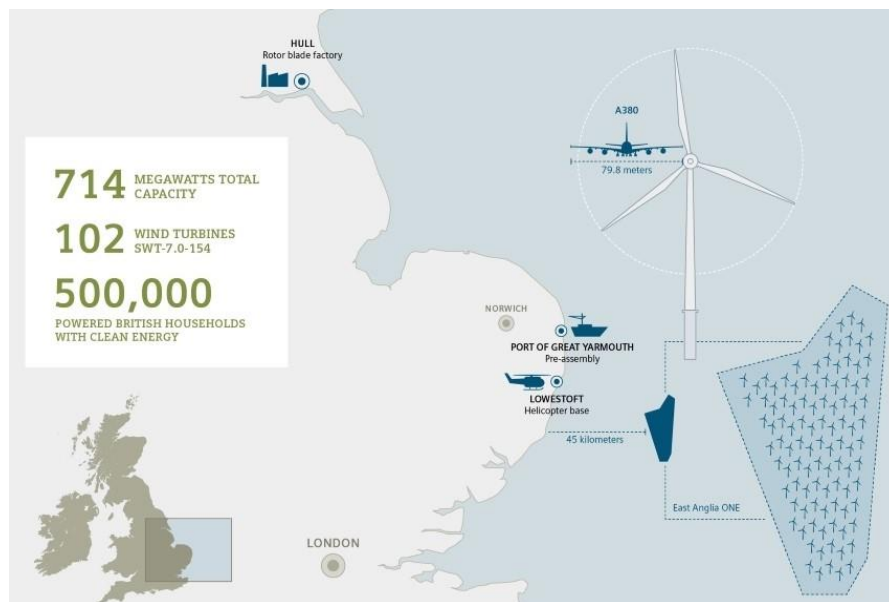 HULL
Rotor blade factory
A380
79.8 meters
714 MEGAWATTS TOTAL
CAPACITY
102 WIND TURBINES
SWT-7.0-154
500,000
POWERED BRITISH HOUSEHOLDS
WITH CLEAN ENERGY
NORWICH
PORT OF GREAT YARMOUTH
Pre-assembly
LOWESTOFT
Helicopter base
45 kilometers
East Anglia ONE
LONDON